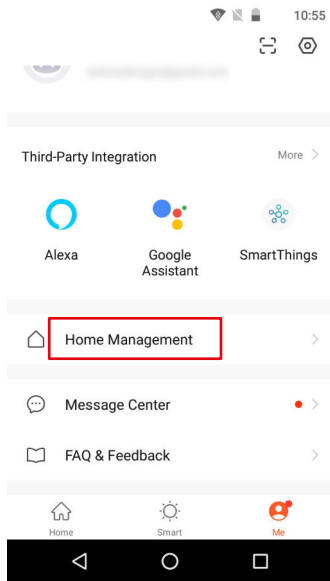 10:55
Third-Party Integration
More
Alexa
Google
Assistant
SmartThings
Home Management
Message Center
FAQ & Feedback
Home
Smart
Me